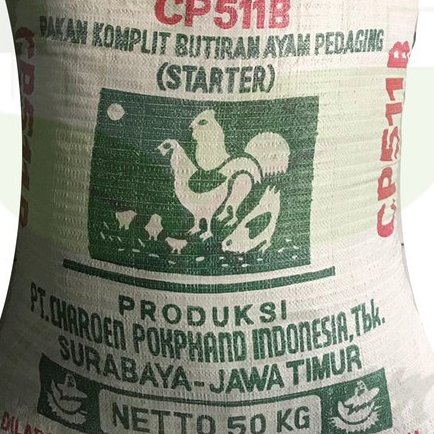 CP511B
PAKAN KOMPLIT BUTIRAN AYAM PEDAGING
(STARTER)
CP511B
CP511B
PRODUKSI
PT. CHAROEN POKPHAND INDONESIA, Tbk.
SURABAYA - JAWA TIMUR
NETTO 50 KG